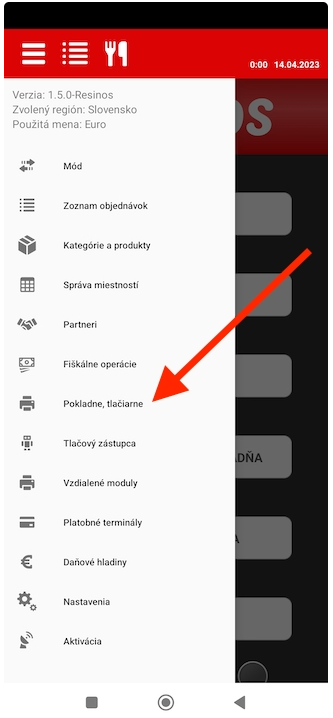 0:00 14.04.2023
Verzia: 1.5.0-Resinos
Zvolený región: Slovensko
Použitá mena: Euro
OS
Mód
Zoznam objednávok
Kategórie a produkty
Správa miestností
Partneri
Fiškálne operácie
Pokladne, tlačiarne
Tlačový zástupca
DŇA
Vzdialené moduly
Platobné terminály
A
Daňové hladiny
Nastavenia
Aktivácia